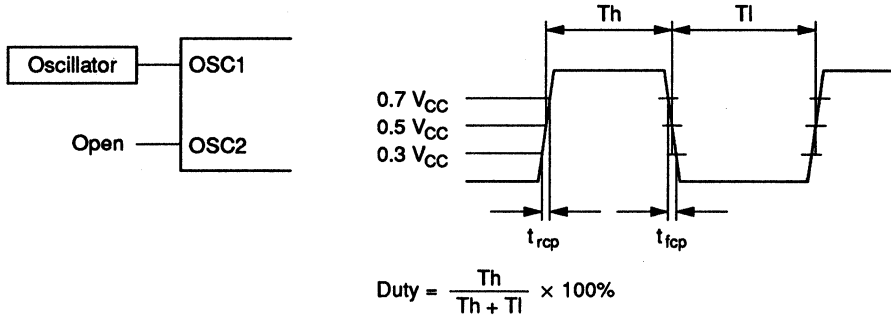 Oscillator
OSC1
Open
OSC2
Th
Tl
0.7 VCC
0.5 VCC
0.3 VCC
trcp
tfcp
Duty = Th / Th + Tl × 100%